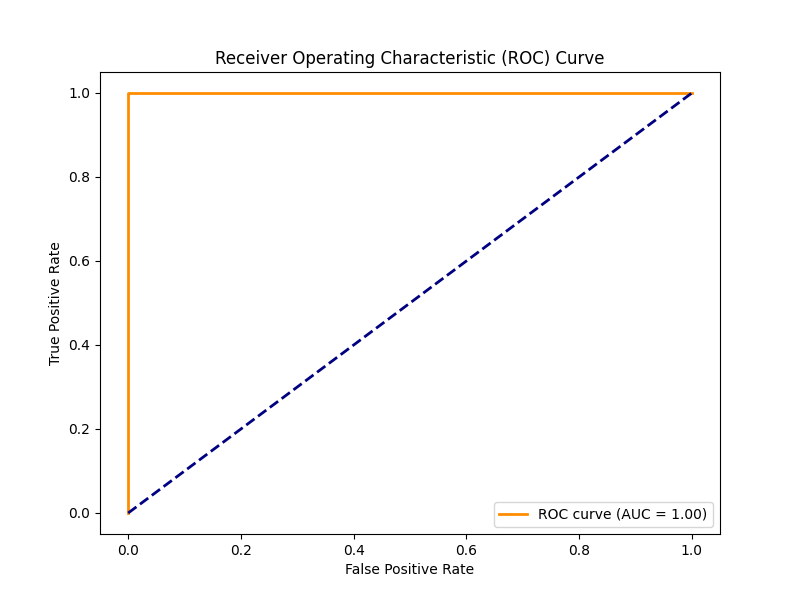 Receiver Operating Characteristic (ROC) Curve
1.0
0.8
0.6
0.4
0.2
0.0
True Positive Rate
ROC curve (AUC = 1.00)
0.0 0.2 0.4 0.6 0.8 1.0
False Positive Rate